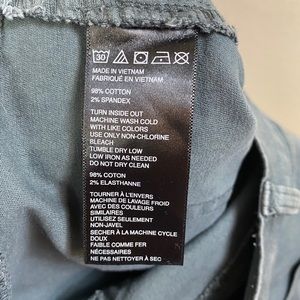 30
MADE IN VIETNAM
FABRIQUÉ EN VIETNAM
98% COTTON
2% SPANDEX
TURN INSIDE OUT
MACHINE WASH COLD
WITH LIKE COLORS
USE ONLY NON-CHLORINE
BLEACH
TUMBLE DRY LOW
LOW IRON AS NEEDED
DO NOT DRY CLEAN
98% COTON
2% ELASTHANNE
TOURNER À L'ENVERS
MACHINE DE LAVAGE FROID
AVEC DES COULEURS
SIMILAIRES
UTILISEZ SEULEMENT
NON-JAVEL
SECHER A LA MACHINE CYCLE
DOUX
FAIBLE COMME FER
NÉCESSAIRE
NE PAS NETTOYER À SEC